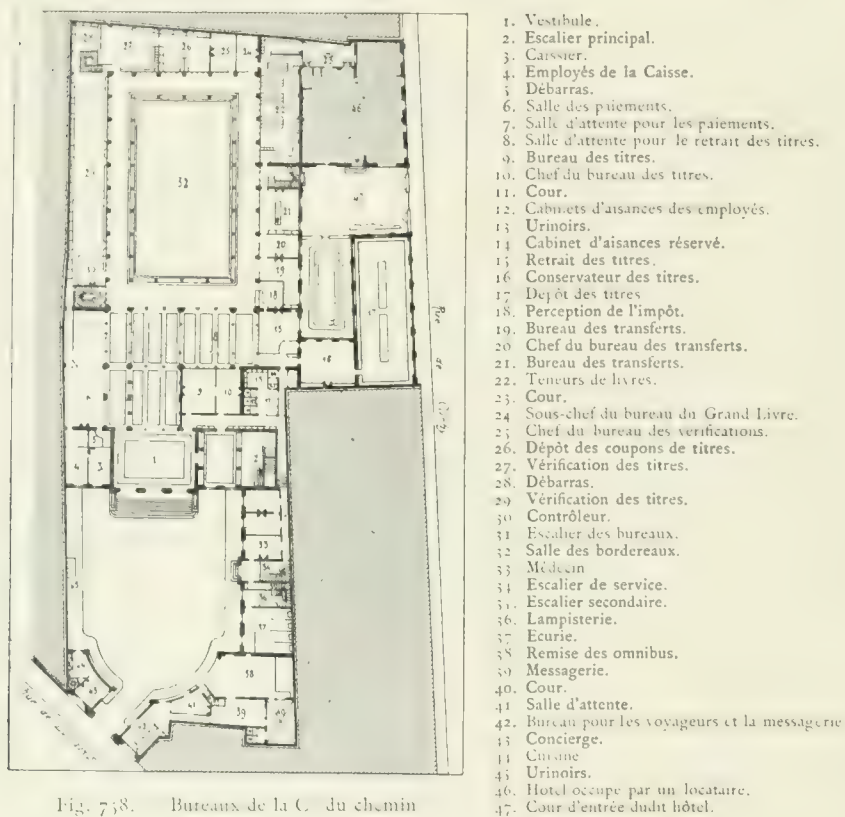 1. Vestibule.
2. Escalier principal.
3. Caissier.
4. Employés de la Caisse.
5 Débarras.
6. Salle des paiements.
7. Salle d'attente pour les paiements.
8. Salle d'attente pour le retrait des titres.
9. Bureau des titres.
10. Chef du bureau des titres.
11. Cour.
12. Cabinets d'aisances des employés.
13 Urinoirs.
14 Cabinet d'aisances réservé.
15 Retrait des titres.
16 Conservateur des titres.
17 Dépôt des titres
18. Perception de l'impôt.
19. Bureau des transferts.
20 Chef du bureau des transferts.
21. Bureau des transferts.
22. Teneurs de livres.
23. Cour.
24 Sous-chef du bureau du Grand Livre.
25 Chef du bureau des vérifications.
26. Dépôt des coupons de titres.
27. Vérification des titres.
28. Débarras.
29 Vérification des titres.
30 Contrôleur.
31 Escalier des bureaux.
32 Salle des bordereaux.
33 Médecin
34 Escalier de service.
35. Escalier secondaire.
36. Lampisterie.
37 Ecurie.
38 Remise des omnibus.
39 Messagerie.
40. Cour.
41 Salle d'attente.
42. Bureau pour les voyageurs et la messagerie
43 Concierge.
44 Cuisine
45 Urinoirs.
46. Hôtel occupé par un locataire.
47. Cour d'entrée dudit hôtel.
Fig. 738. Bureaux de la C du chemin